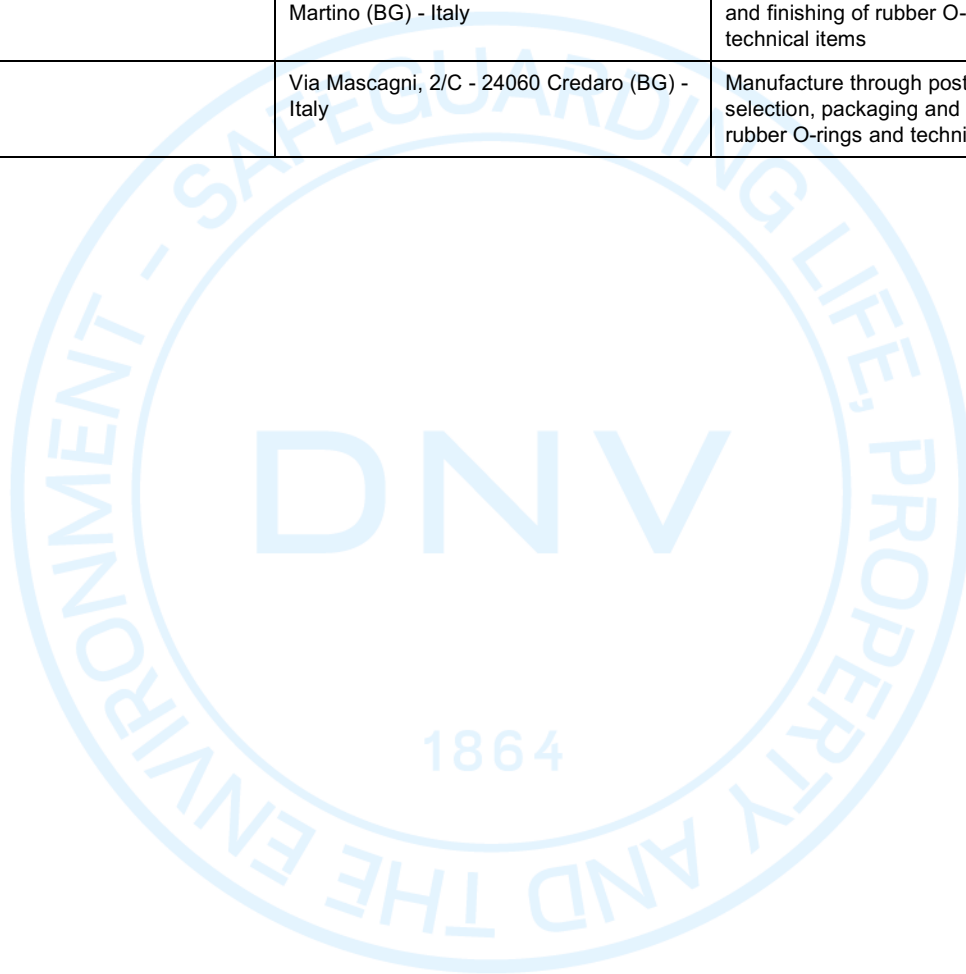 Martino (BG) - Italy
and finishing of rubber O-
technical items
Via Mascagni, 2/C - 24060 Credaro (BG) -
Italy
Manufacture through post
selection, packaging and
rubber O-rings and techni
SAFEGUARDING LIFE, PROPERTY AND THE ENVIRONMENT -
DNV
1864